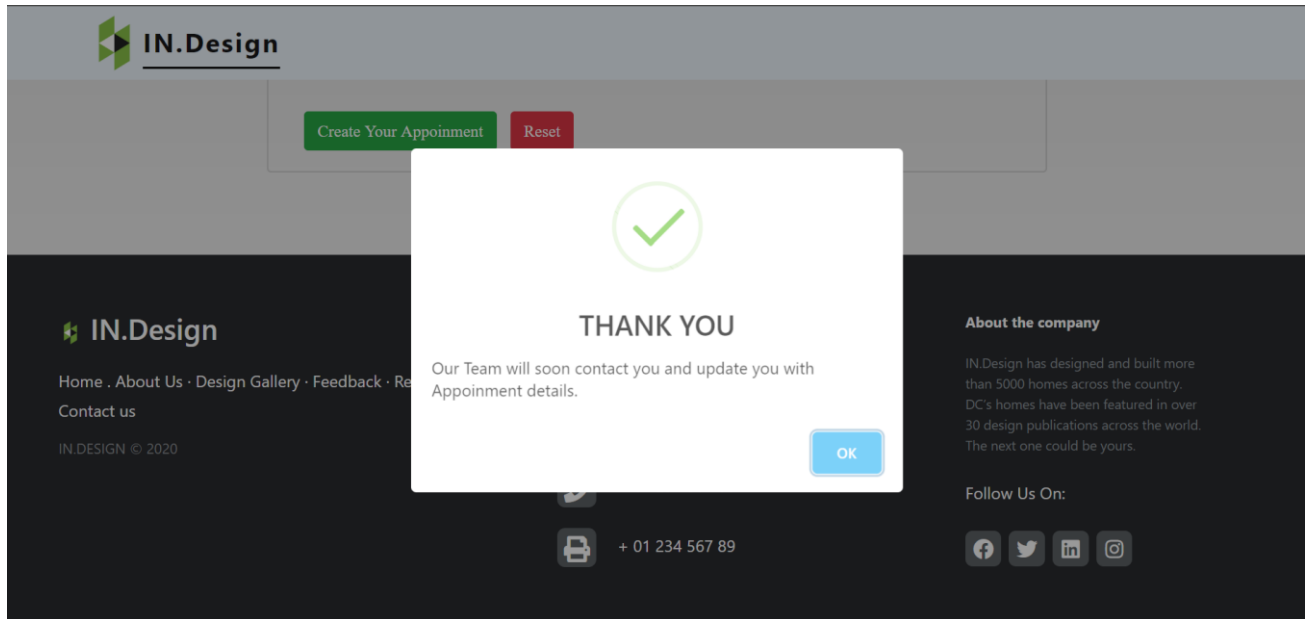 IN.Design
Create Your Appoinment
Reset
THANK YOU
Our Team will soon contact you and update you with
Appoinment details.
OK
IN.Design
Home . About Us · Design Gallery · Feedback · Re
Contact us
IN.DESIGN © 2020
+ 01 234 567 89
About the company
IN.Design has designed and built more
than 5000 homes across the country.
DC's homes have been featured in over
30 design publications across the world.
The next one could be yours.
Follow Us On: